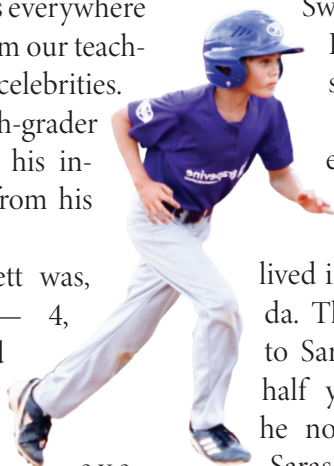 everywhere
our teach-
celebrities.
h-grader
his in-
from his
ett was,
— 4,
Sw
lived i
da. Th
to Sar
half y
he no
Saras